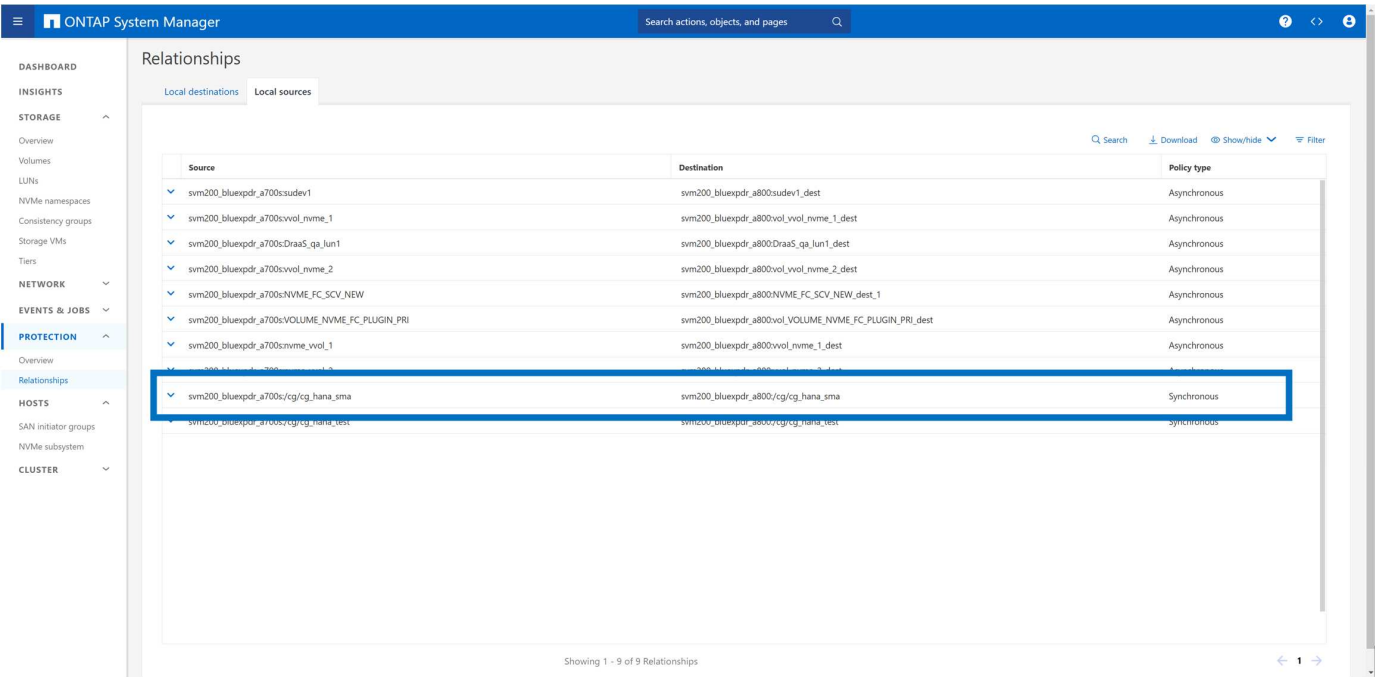 ONTAP System Manager
Search actions, objects, and pages
DASHBOARD
INSIGHTS
STORAGE
Overview
Volumes
LUNs
NVMe namespaces
Consistency groups
Storage VMs
Tiers
NETWORK
EVENTS & JOBS
PROTECTION
Overview
Relationships
HOSTS
SAN initiator groups
NVMe subsystem
CLUSTER
Relationships
Local destinations Local sources
Search Download Show/hide Filter
Source Destination Policy type
svm200_bluexpdr_a700s:sudev1 svm200_bluexpdr_a800:sudev1_dest Asynchronous
svm200_bluexpdr_a700s:vvol_nvme_1 svm200_bluexpdr_a800:vol_vvol_nvme_1_dest Asynchronous
svm200_bluexpdr_a700s:DraaS_qa_lun1 svm200_bluexpdr_a800:DraaS_qa_lun1_dest Asynchronous
svm200_bluexpdr_a700s:vvol_nvme_2 svm200_bluexpdr_a800:vol_vvol_nvme_2_dest Asynchronous
svm200_bluexpdr_a700s:NVME_FC_SCV_NEW svm200_bluexpdr_a800:NVME_FC_SCV_NEW_dest_1 Asynchronous
svm200_bluexpdr_a700s:VOLUME_NVME_FC_PLUGIN_PRI svm200_bluexpdr_a800:vol_VOLUME_NVME_FC_PLUGIN_PRI_dest Asynchronous
svm200_bluexpdr_a700s:nvme_vvol_1 svm200_bluexpdr_a800:vvol_nvme_1_dest Asynchronous
svm200_bluexpdr_a700s:/cg/cg_hana_sma svm200_bluexpdr_a800:/cg/cg_hana_sma Synchronous
svm200_bluexpdr_a700s:/cg/cg_hana_test svm200_bluexpdr_a800:/cg/cg_hana_test Synchronous
Showing 1 - 9 of 9 Relationships
1